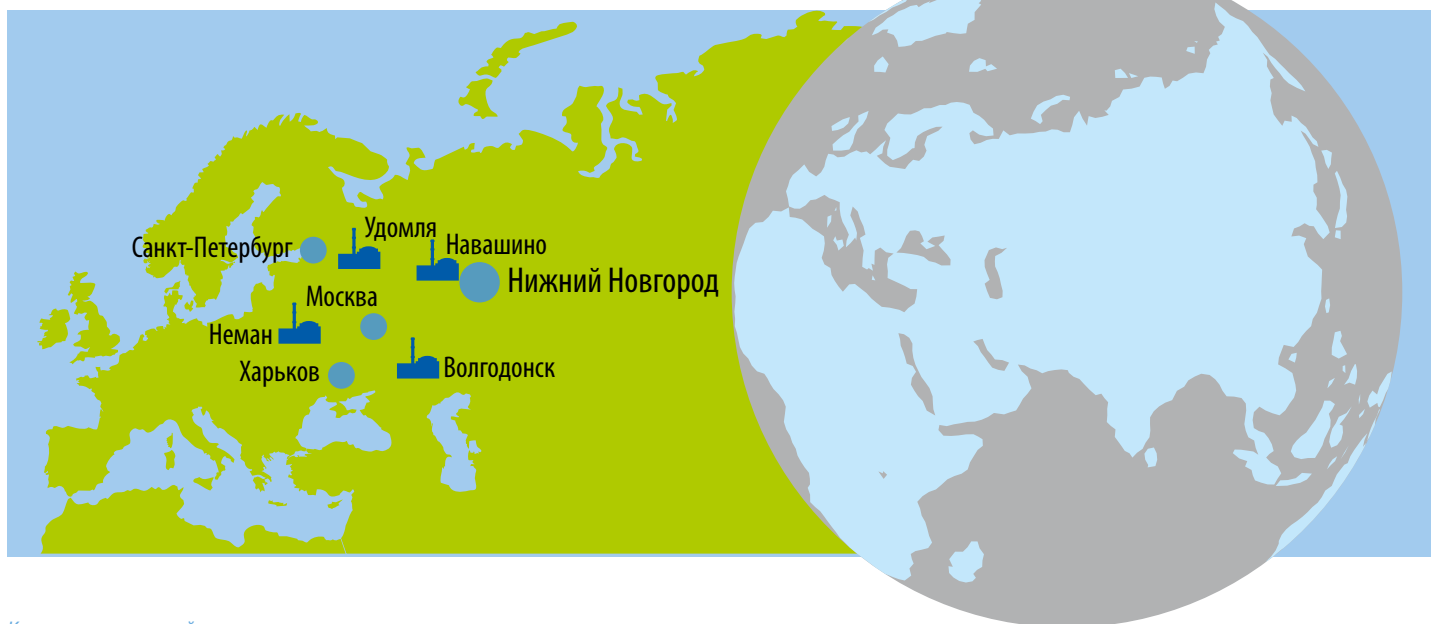 Удомля
Санкт-Петербург
Навашино
Нижний Новгород
Москва
Неман
Харьков
Волгодонск